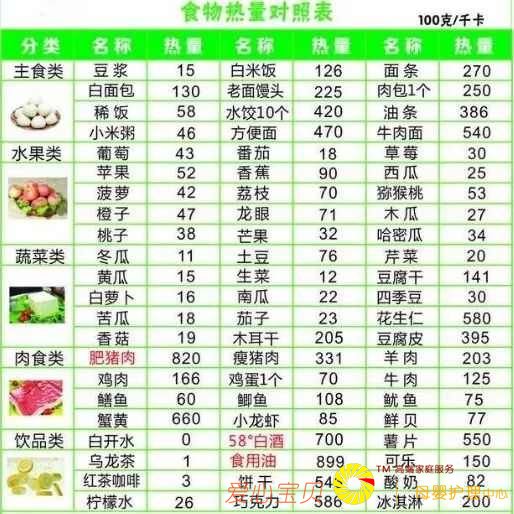 食物热量对照表
100克/千卡
分类 名称 热量 名称 热量 名称 热量
主食类 豆浆 15 白米饭 126 面条 270
白面包 130 老面馒头 225 肉包1个 250
稀饭 58 水饺10个 420 油条 386
小米粥 46 方便面 470 牛肉面 540
水果类 葡萄 43 番茄 18 草莓 30
苹果 52 香蕉 90 西瓜 25
菠萝 42 荔枝 70 猕猴桃 53
橙子 47 龙眼 71 木瓜 27
桃子 38 芒果 32 哈密瓜 34
蔬菜类 冬瓜 11 土豆 76 芹菜 20
黄瓜 15 生菜 12 豆腐干 141
白萝卜 16 南瓜 22 四季豆 30
苦瓜 18 茄子 23 花生仁 580
香菇 19 木耳干 205 豆腐皮 395
肉食类 肥猪肉 820 瘦猪肉 331 羊肉 203
鸡肉 166 鸡蛋1个 70 牛肉 125
鳝鱼 60 鲫鱼 108 鱿鱼 75
蟹黄 660 小龙虾 85 鲜贝 77
饮品类 白开水 0 58°白酒 700 薯片 550
乌龙茶 1 食用油 899 可乐 150
红茶咖啡 3 饼干 54 酸奶 82
柠檬水 26 巧克力 586 冰淇淋 200
TM 高端家庭服务
爱心宝贝 母婴护理中心